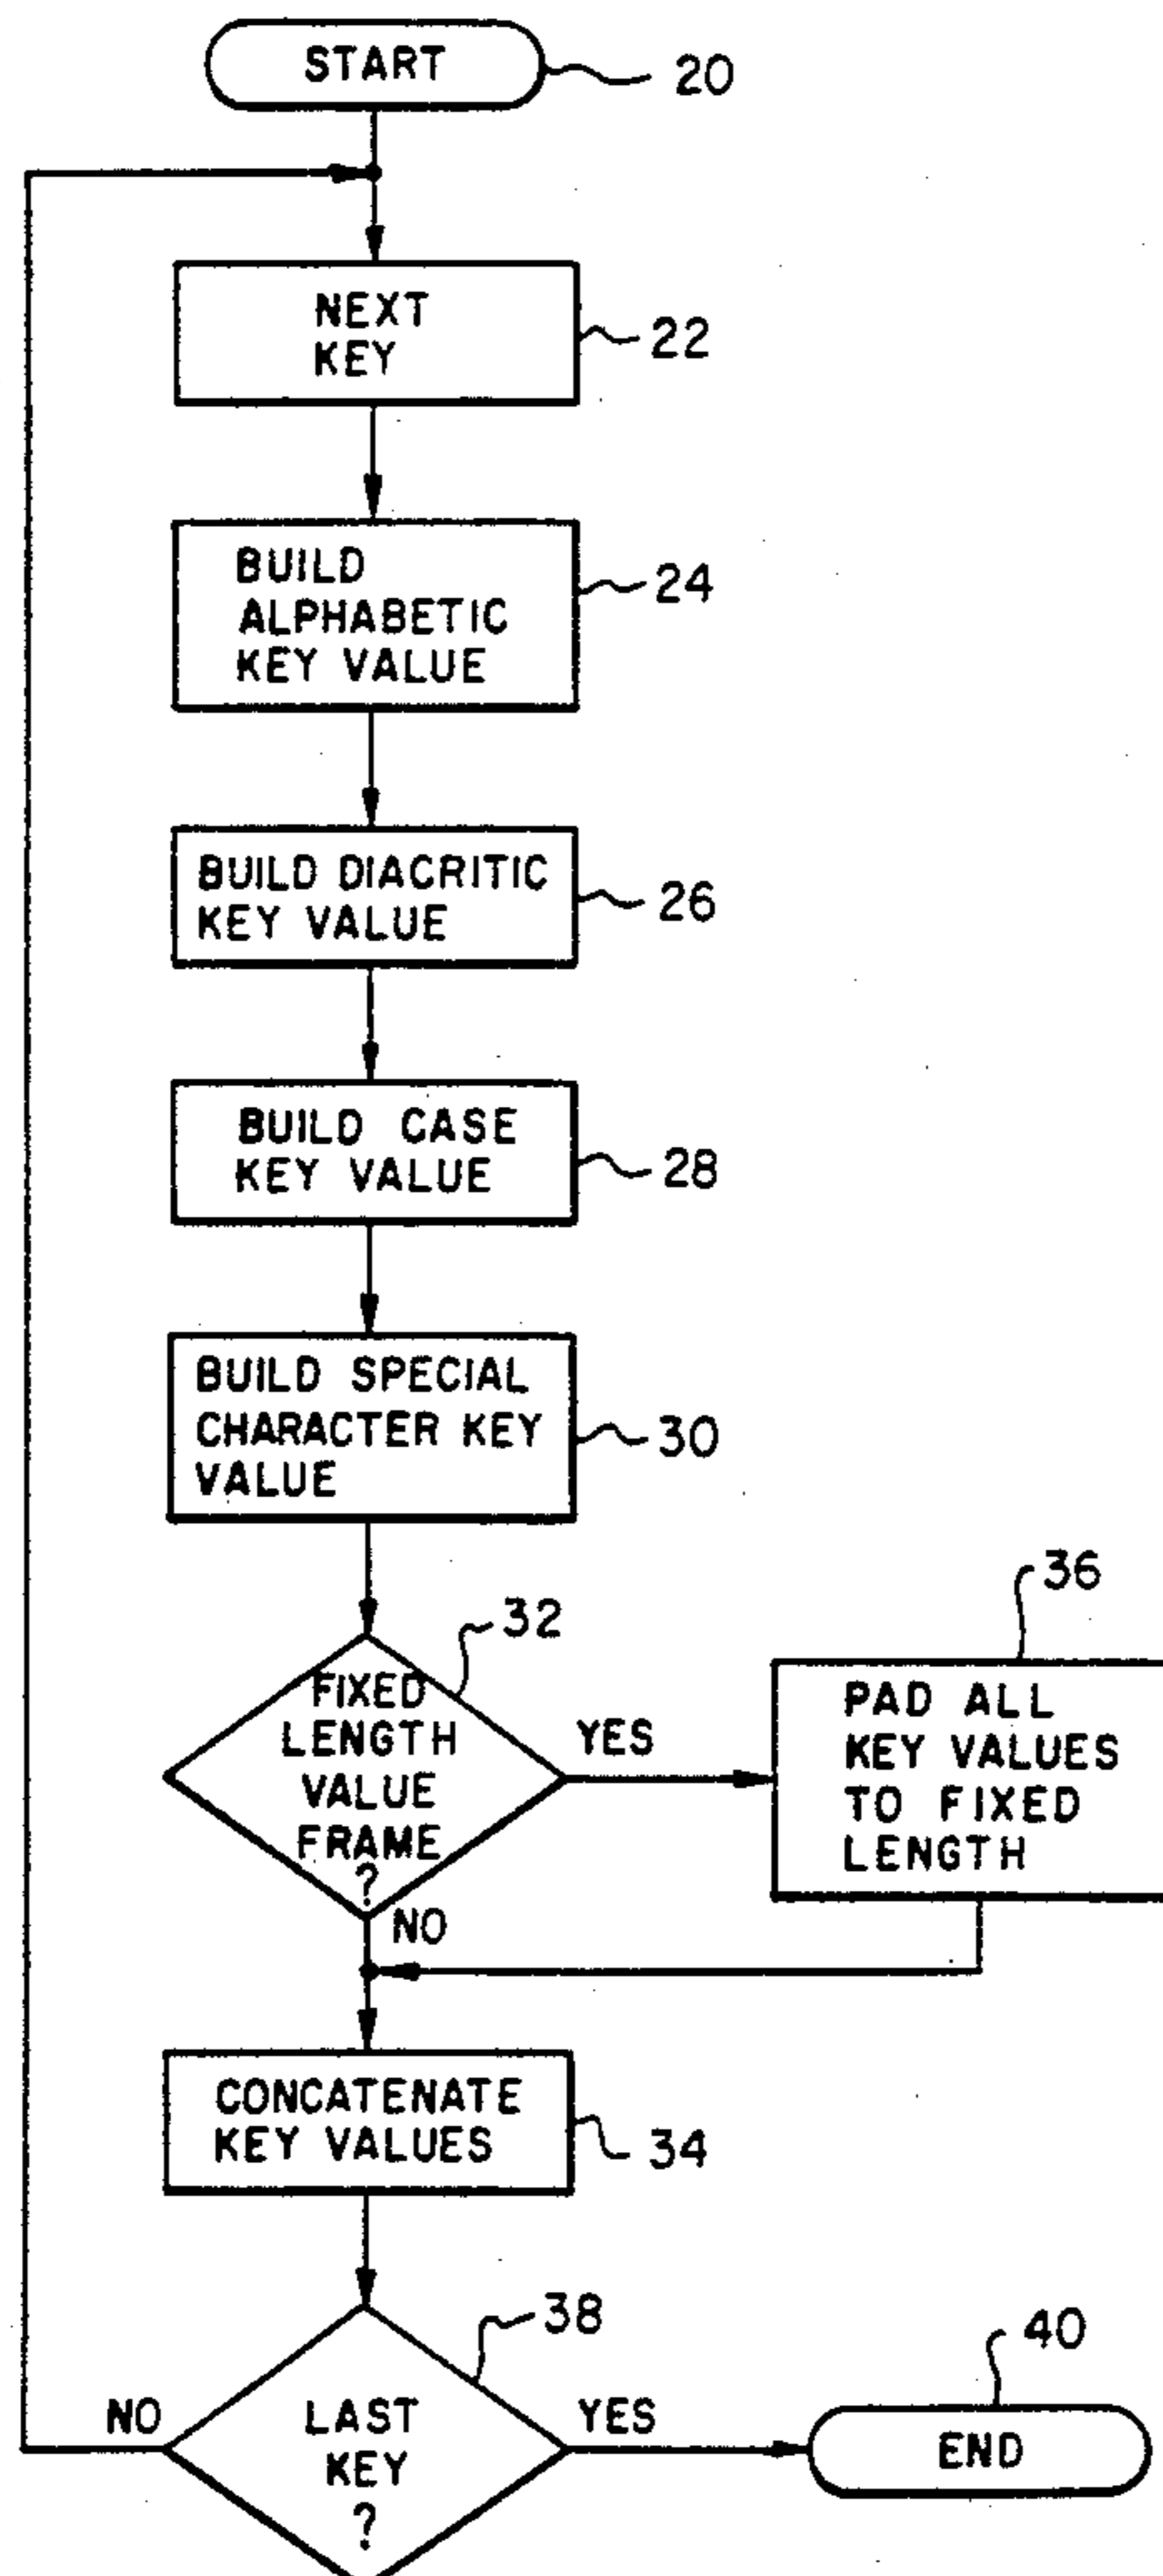 START
20
NEXT
KEY
22
BUILD
ALPHABETIC
KEY VALUE
24
BUILD DIACRITIC
KEY VALUE
26
BUILD CASE
KEY VALUE
28
BUILD SPECIAL
CHARACTER KEY
VALUE
30
32
FIXED
LENGTH
VALUE
FRAME
?
YES
NO
36
PAD ALL
KEY VALUES
TO FIXED
LENGTH
CONCATENATE
KEY VALUES
34
38
LAST
KEY
?
NO
YES
40
END